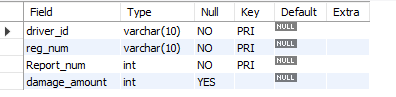 Field Type Null Key Default Extra
driver_id varchar(10) NO PRI NULL
reg_num varchar(10) NO PRI NULL
Report_num int NO PRI NULL
damage_amount int YES NULL